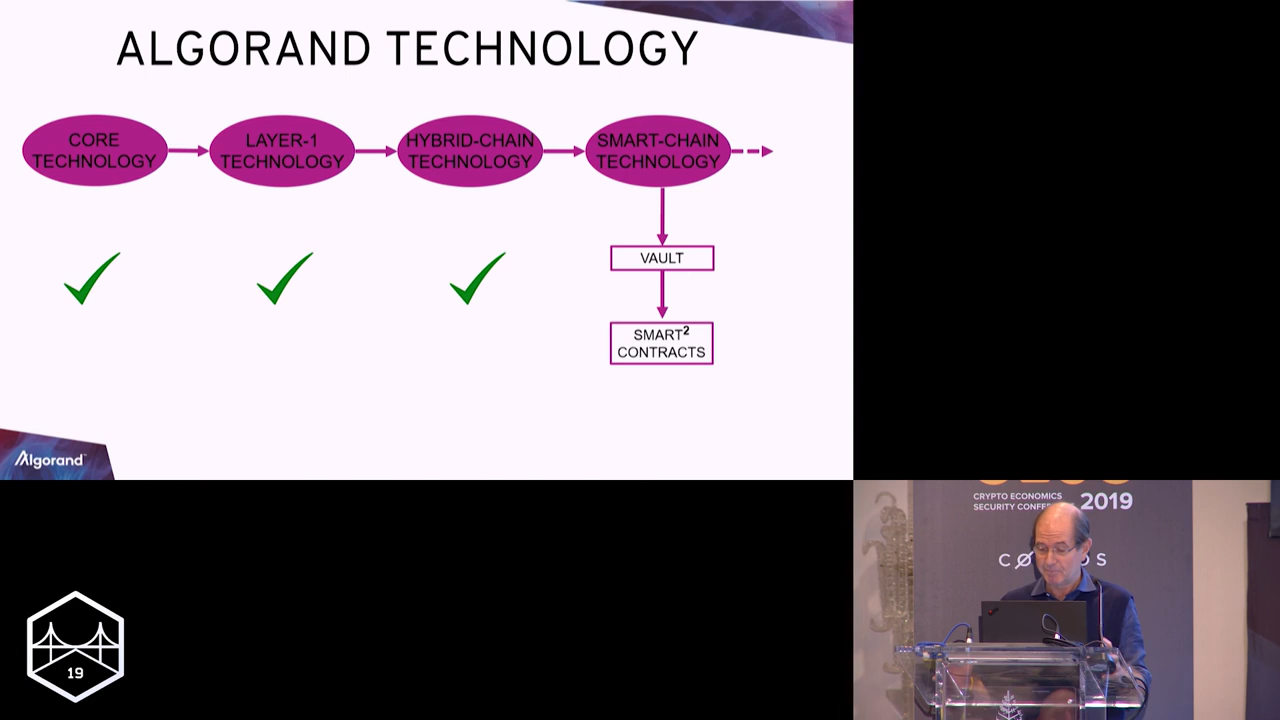 ALGORAND TECHNOLOGY
CORE
TECHNOLOGY
LAYER-1
TECHNOLOGY
HYBRID-CHAIN
TECHNOLOGY
SMART-CHAIN
TECHNOLOGY
VAULT
SMART²
CONTRACTS
Algorand
CRYPTO ECONOMICS
SECURITY
2019
19